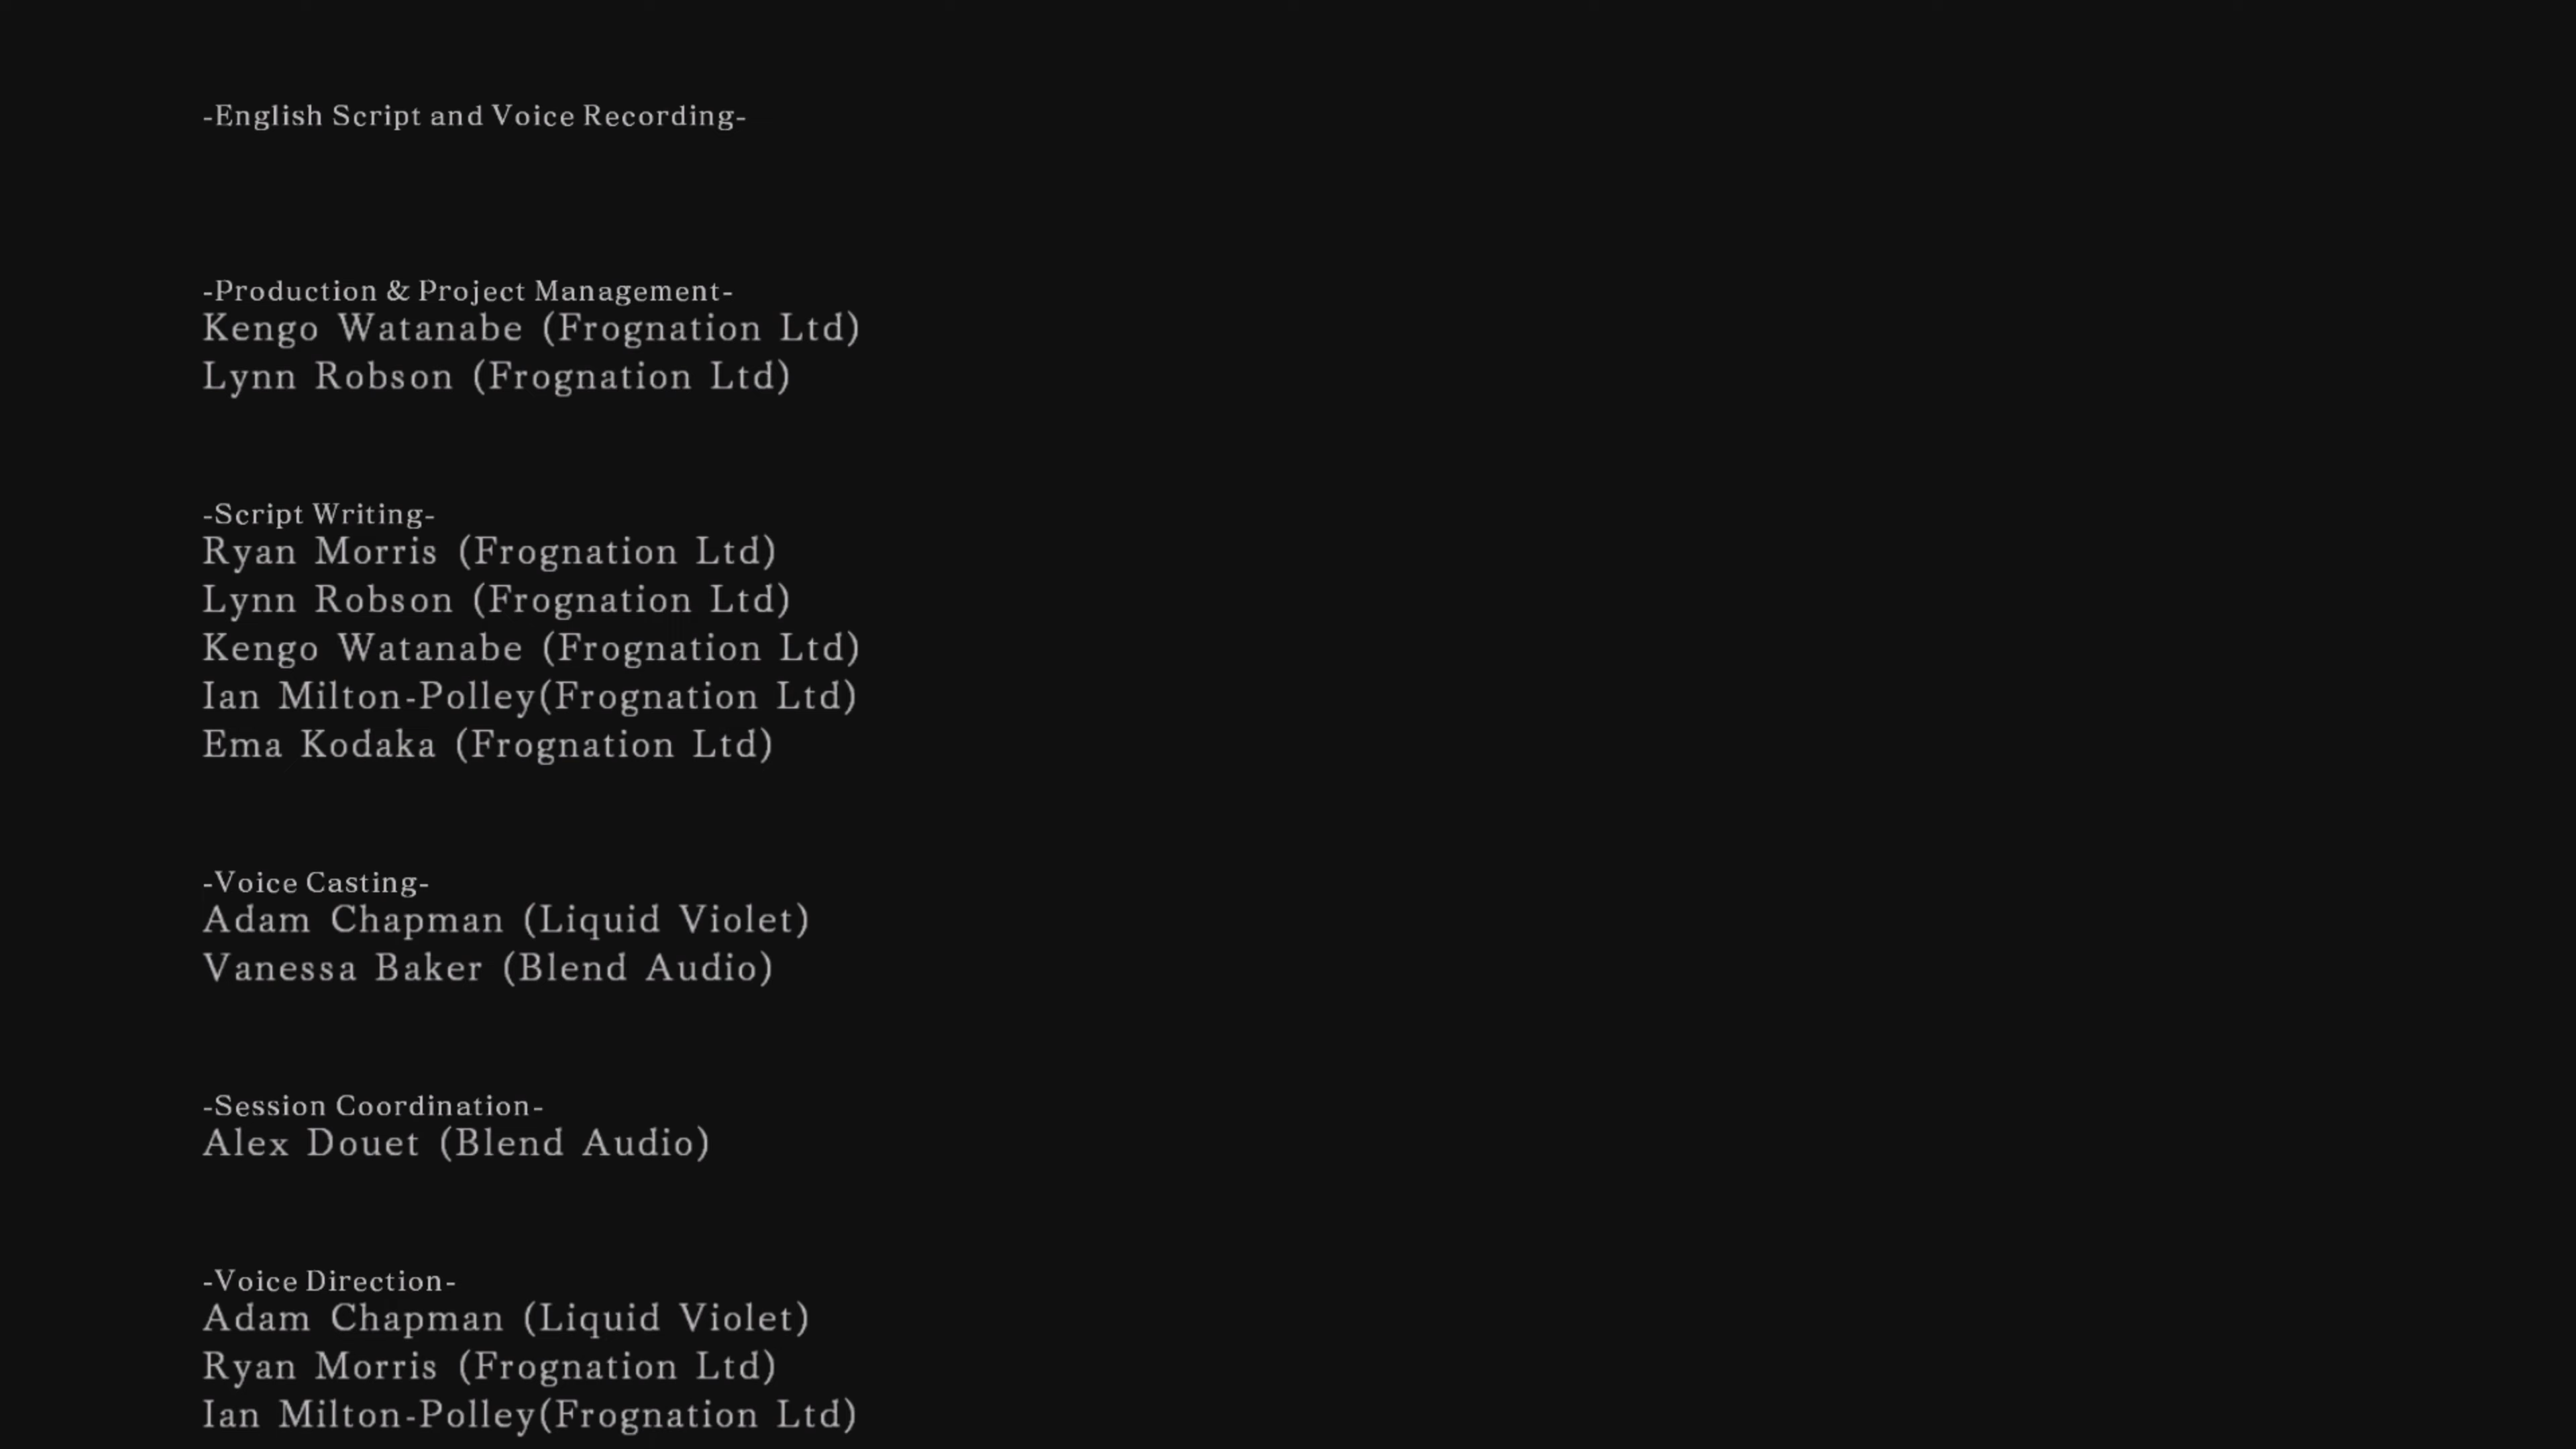 -English Script and Voice Recording-
-Production & Project Management-
Kengo Watanabe (Frognation Ltd)
Lynn Robson (Frognation Ltd)
-Script Writing-
Ryan Morris (Frognation Ltd)
Lynn Robson (Frognation Ltd)
Kengo Watanabe (Frognation Ltd)
Ian Milton-Polley(Frognation Ltd)
Ema Kodaka (Frognation Ltd)
-Voice Casting-
Adam Chapman (Liquid Violet)
Vanessa Baker (Blend Audio)
-Session Coordination-
Alex Douet (Blend Audio)
-Voice Direction-
Adam Chapman (Liquid Violet)
Ryan Morris (Frognation Ltd)
Ian Milton-Polley(Frognation Ltd)